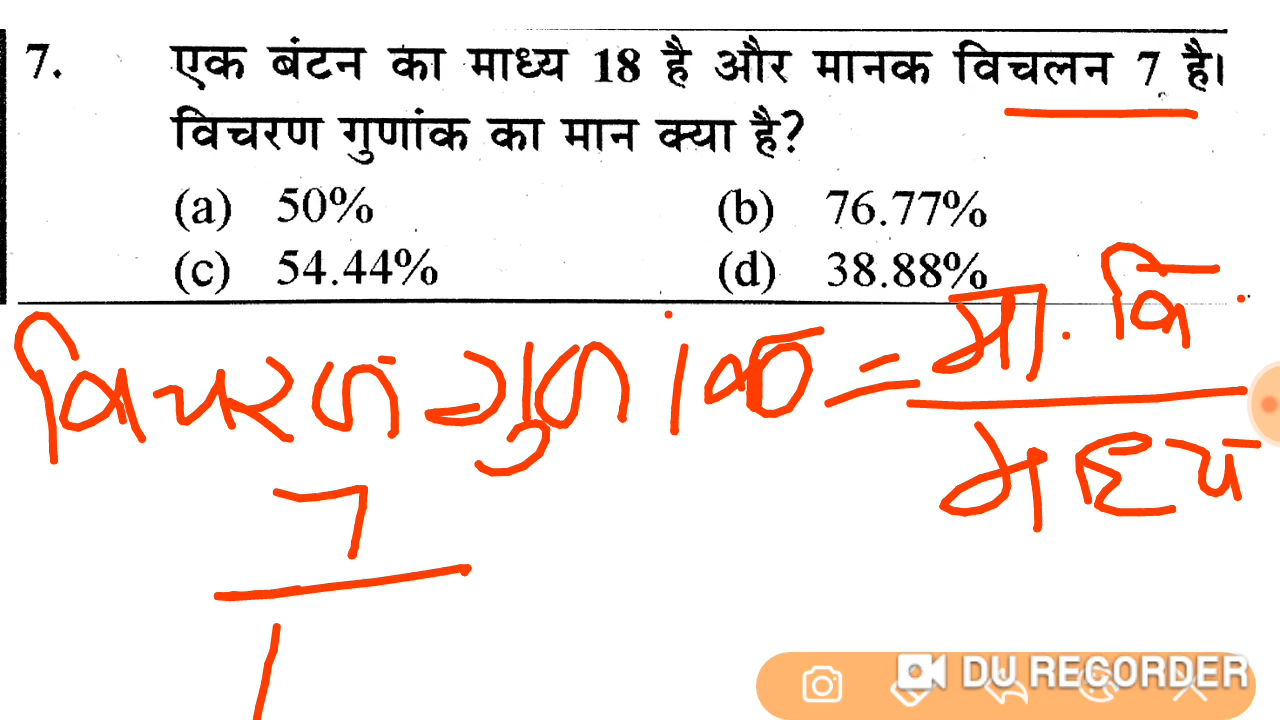 7. एक बंटन का माध्य 18 है और मानक विचलन 7 है।
विचरण गुणांक का मान क्या है?
(a) 50% (b) 76.77%
(c) 54.44% (d) 38.88%
विचरण गुणांक = मा. वि.
मध्य
7
1
DU RECORDER